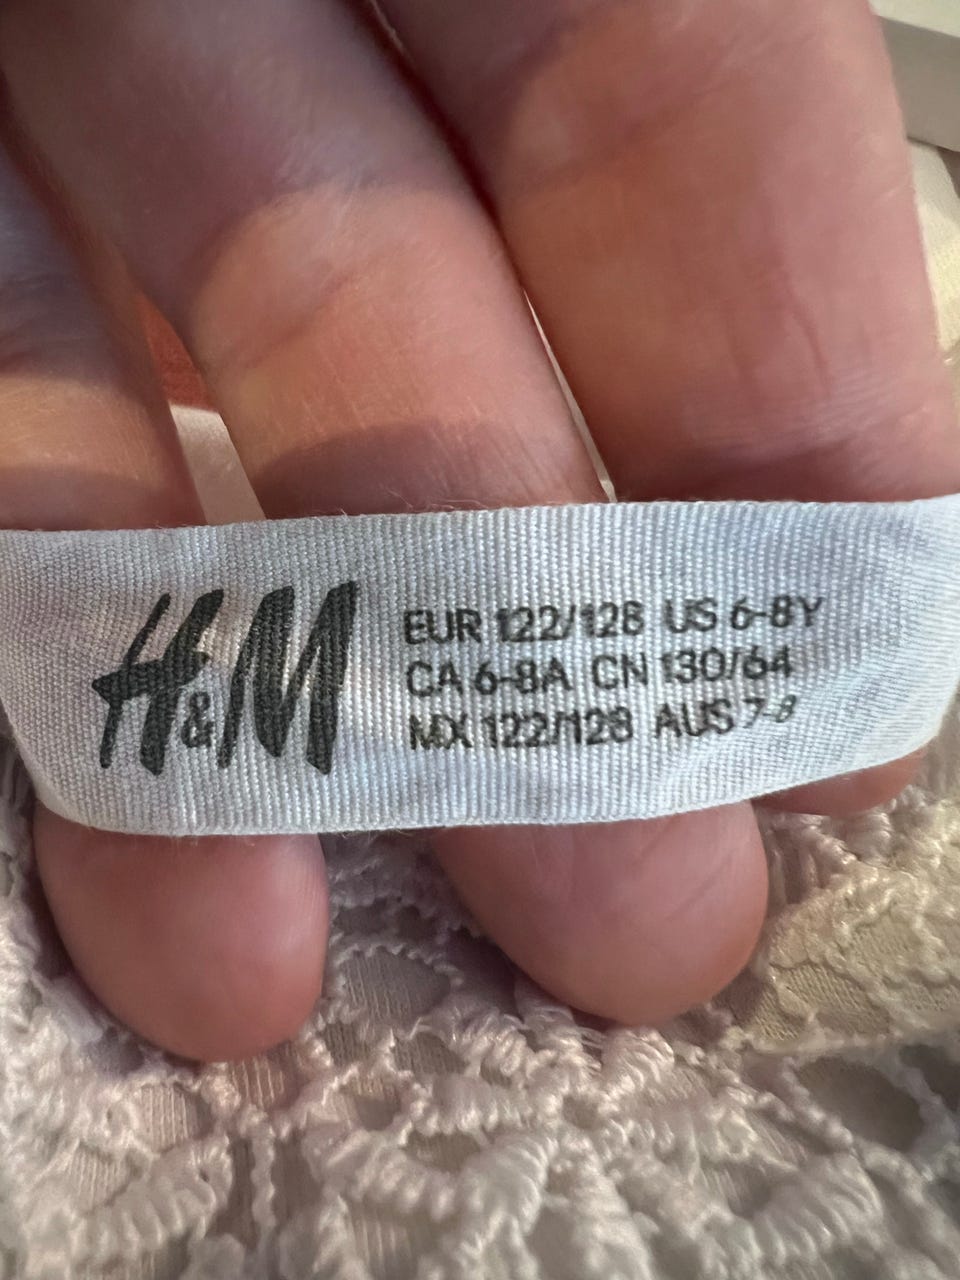 H&M
EUR 122/128 US 6-8Y
CA 6-8A CN 130/64
MX 122/128 AUS 7-8